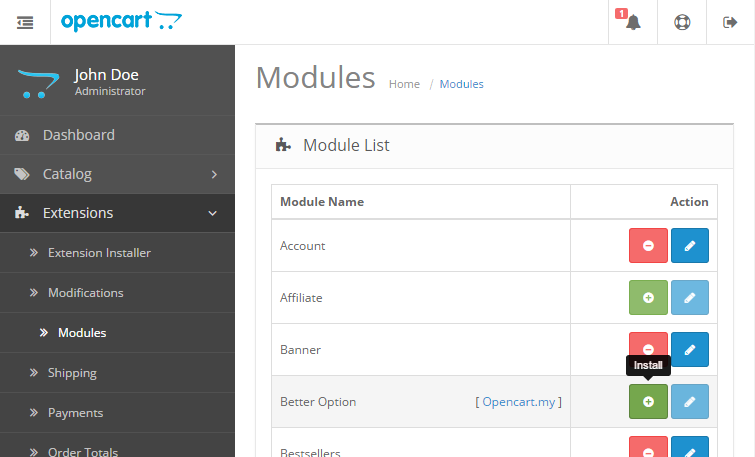 opencart
1
John Doe
Administrator
Dashboard
Catalog
Extensions
Extension Installer
Modifications
Modules
Shipping
Payments
Order Totals
Modules
Home / Modules
Module List
Module Name Action
Account
Affiliate
Banner
Install
Better Option [ Opencart.my ]
Bestsellers